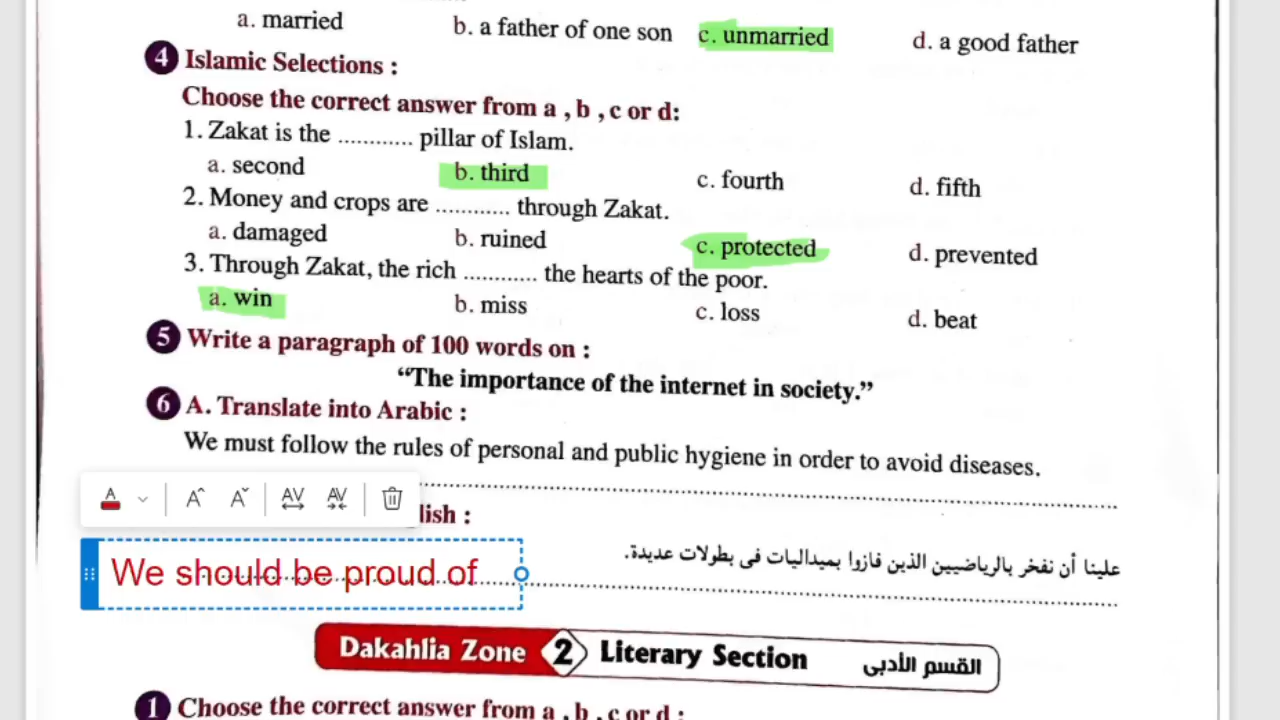 a. married b. a father of one son c. unmarried d. a good father
4 Islamic Selections :
Choose the correct answer from a , b , c or d:
1. Zakat is the ............ pillar of Islam.
a. second b. third c. fourth d. fifth
2. Money and crops are ............ through Zakat.
a. damaged b. ruined c. protected d. prevented
3. Through Zakat, the rich ............ the hearts of the poor.
a. win b. miss c. loss d. beat
5 Write a paragraph of 100 words on :
“The importance of the internet in society.”
6 A. Translate into Arabic :
We must follow the rules of personal and public hygiene in order to avoid diseases.
A A AV AV
lish :
علينا أن نفخر بالرياضيين الذين فازوا بميداليات فى بطولات عديدة.
We should be proud of
Dakahlia Zone 2 Literary Section القسم الأدبى
1 Choose the correct answer from a , b , c or d :